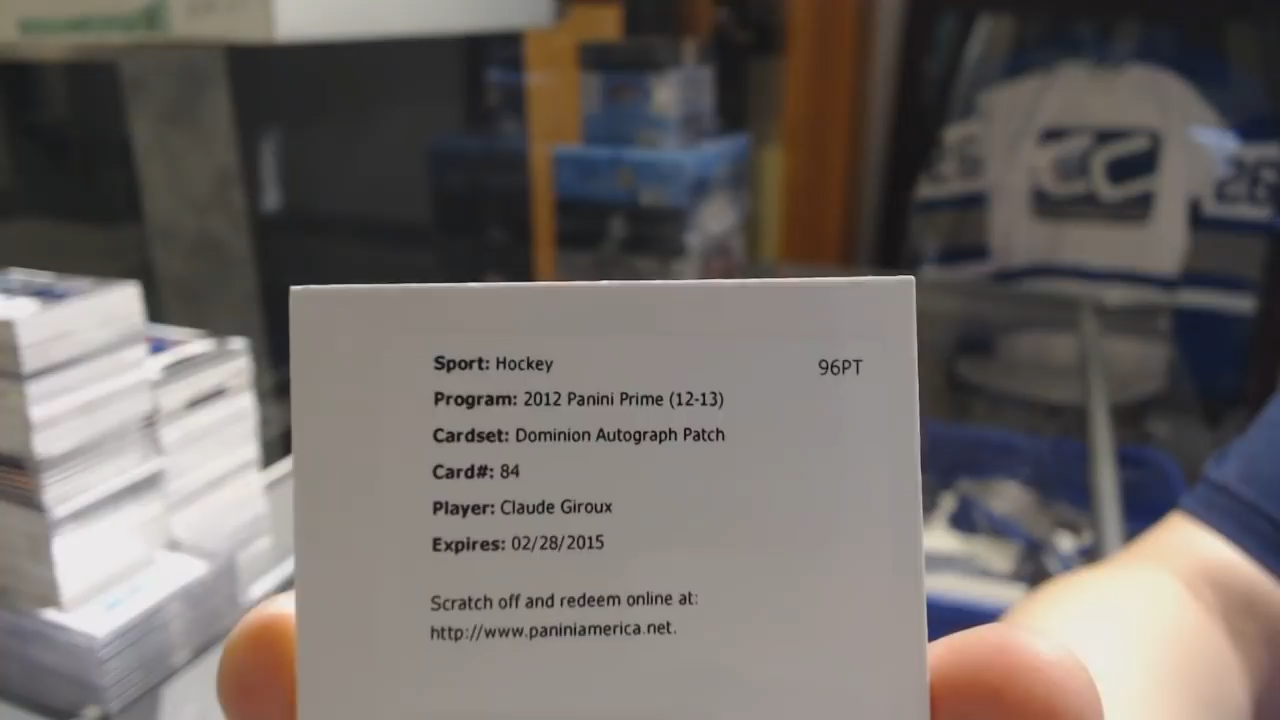 Sport: Hockey 96PT
Program: 2012 Panini Prime (12-13)
Cardset: Dominion Autograph Patch
Card#: 84
Player: Claude Giroux
Expires: 02/28/2015
Scratch off and redeem online at:
http://www.paniniamerica.net.